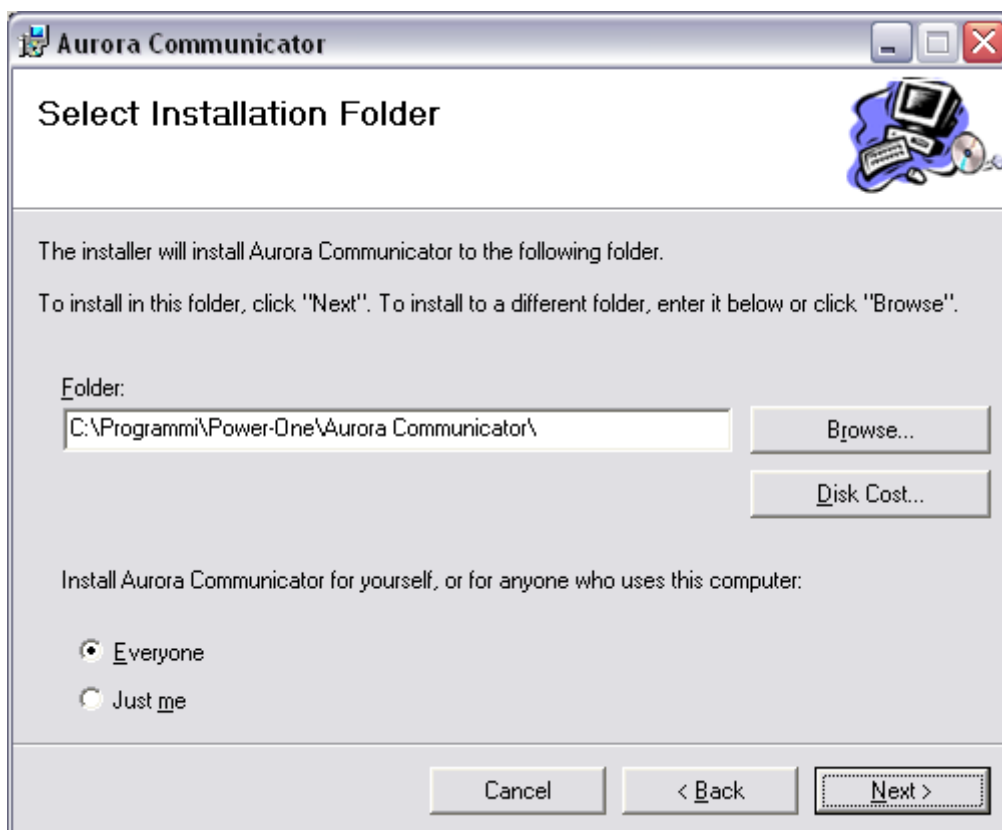 Aurora Communicator
Select Installation Folder
The installer will install Aurora Communicator to the following folder.
To install in this folder, click "Next". To install to a different folder, enter it below or click "Browse".
Folder:
C:\Programmi\Power-One\Aurora Communicator\
Browse...
Disk Cost...
Install Aurora Communicator for yourself, or for anyone who uses this computer:
Everyone
Just me
Cancel
< Back
Next >